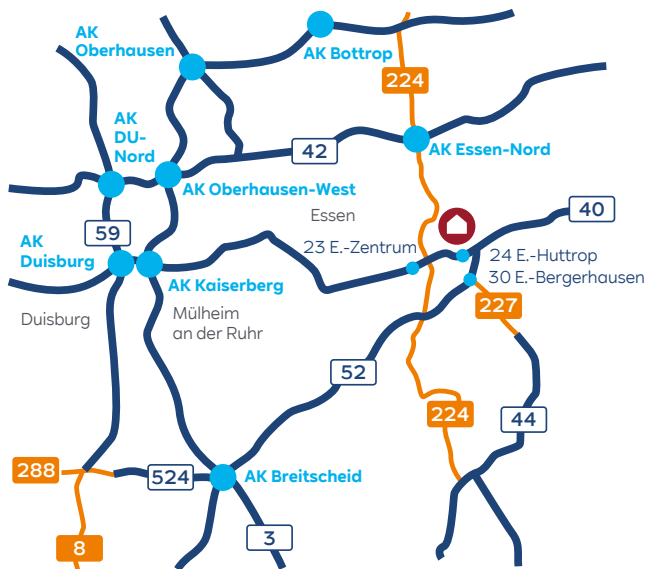 AK
Oberhausen
AK Bottrop
224
AK
DU-
Nord
42
AK Essen-Nord
AK Oberhausen-West
59
Essen
40
AK
Duisburg
23 E.-Zentrum
24 E.-Huttrop
30 E.-Bergerhausen
AK Kaiserberg
227
Duisburg
Mülheim
an der Ruhr
52
224
44
288
524
AK Breitscheid
8
3